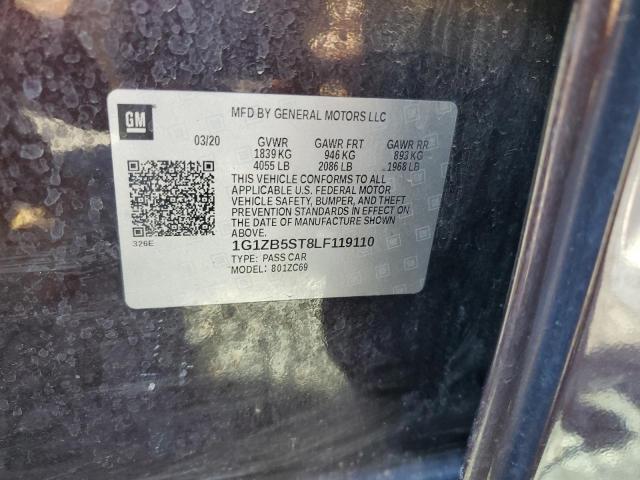 GM
MFD BY GENERAL MOTORS LLC
03/20 GVWR GAWR FRT GAWR RR
1839 KG 946 KG 893 KG
4055 LB 2086 LB 1968 LB
THIS VEHICLE CONFORMS TO ALL
APPLICABLE U.S. FEDERAL MOTOR
VEHICLE SAFETY, BUMPER, AND THEFT
PREVENTION STANDARDS IN EFFECT ON
THE DATE OF MANUFACTURE SHOWN ABOVE.
326E
1G1ZB5ST8LF119110
TYPE: PASS CAR
MODEL: 801ZC69